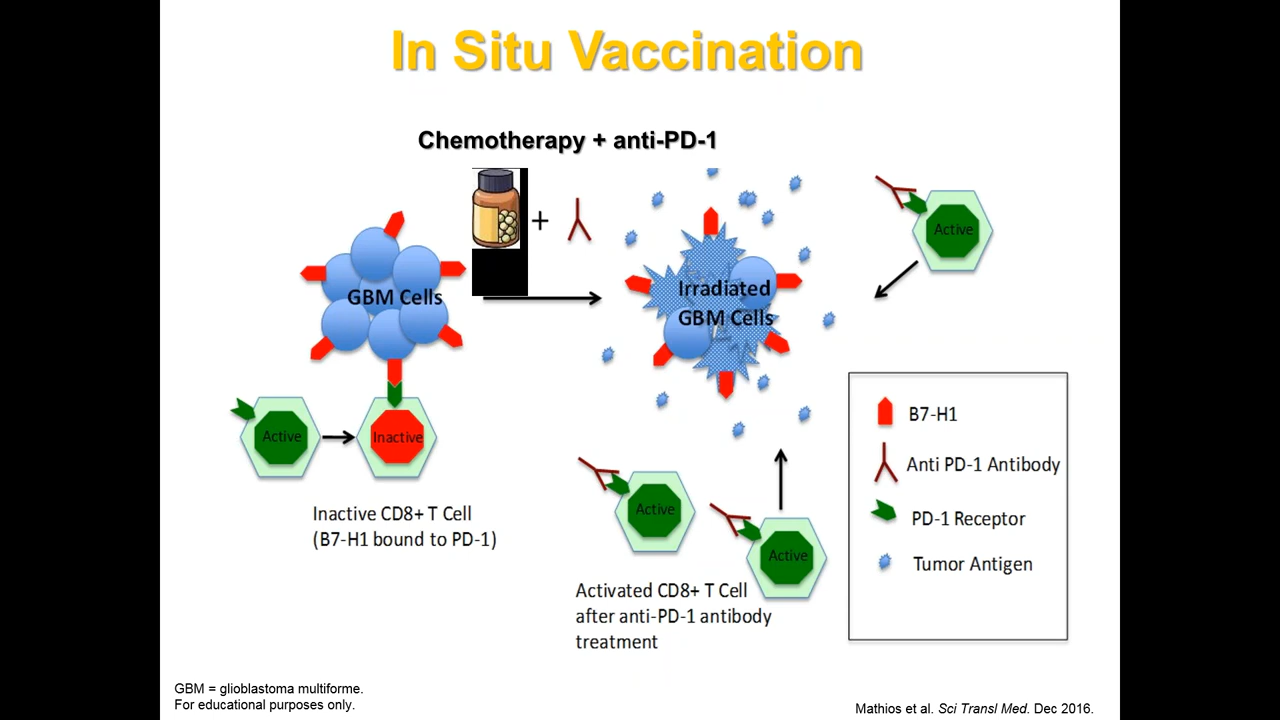 In Situ Vaccination
Chemotherapy + anti-PD-1
+
GBM Cells
Irradiated
GBM Cells
Active
Active
Inactive
Inactive CD8+ T Cell
(B7-H1 bound to PD-1)
Active
Active
Activated CD8+ T Cell
after anti-PD-1 antibody
treatment
B7-H1
Anti PD-1 Antibody
PD-1 Receptor
Tumor Antigen
GBM = glioblastoma multiforme.
For educational purposes only.
Mathios et al. Sci Transl Med. Dec 2016.